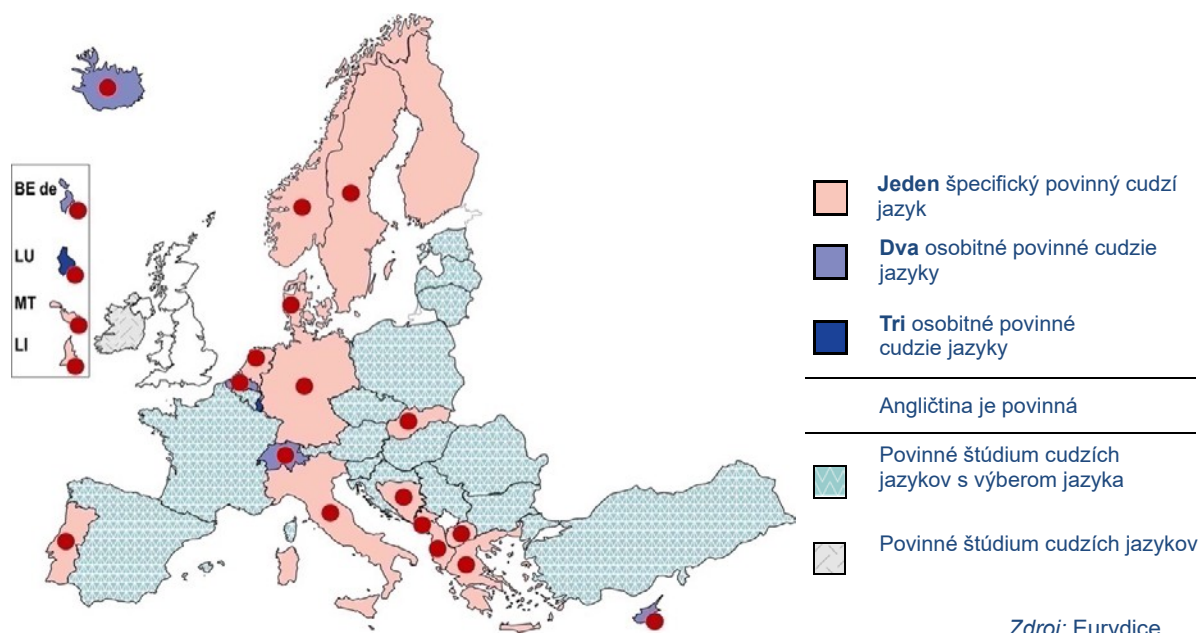 BE de
LU
MT
LI
Jeden špecifický povinný cudzí
jazyk
Dva osobitné povinné cudzie
jazyky
Tri osobitné povinné
cudzie jazyky
Angličtina je povinná
Povinné štúdium cudzích
jazykov s výberom jazyka
Povinné štúdium cudzích jazykov
Zdroj: Eurydice